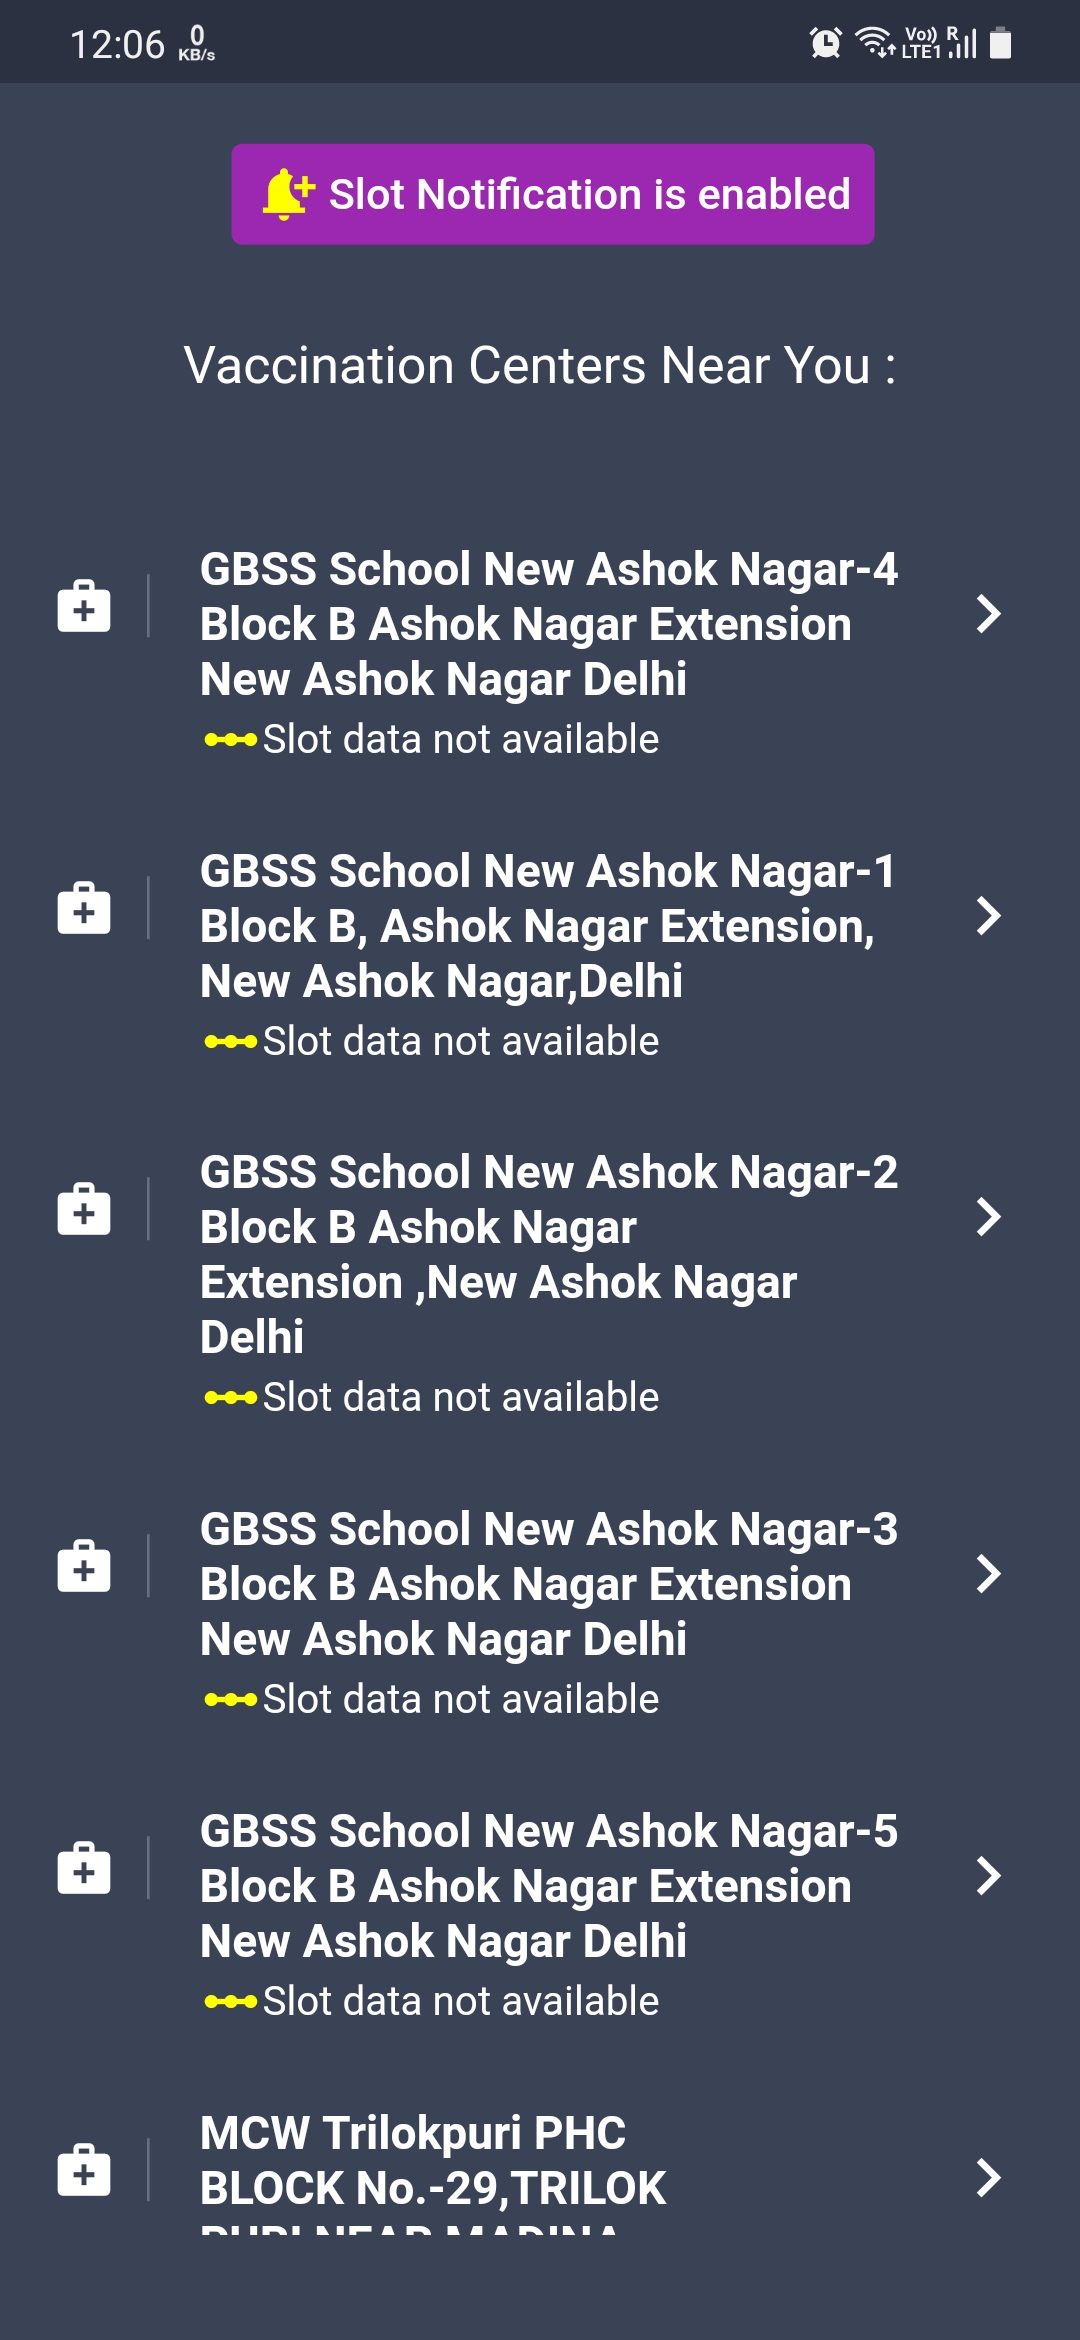 12:06 0 KB/s Vo)) LTE1 R
Slot Notification is enabled
Vaccination Centers Near You :
GBSS School New Ashok Nagar-4
Block B Ashok Nagar Extension
New Ashok Nagar Delhi
Slot data not available
GBSS School New Ashok Nagar-1
Block B, Ashok Nagar Extension,
New Ashok Nagar,Delhi
Slot data not available
GBSS School New Ashok Nagar-2
Block B Ashok Nagar
Extension ,New Ashok Nagar
Delhi
Slot data not available
GBSS School New Ashok Nagar-3
Block B Ashok Nagar Extension
New Ashok Nagar Delhi
Slot data not available
GBSS School New Ashok Nagar-5
Block B Ashok Nagar Extension
New Ashok Nagar Delhi
Slot data not available
MCW Trilokpuri PHC
BLOCK No.-29,TRILOK